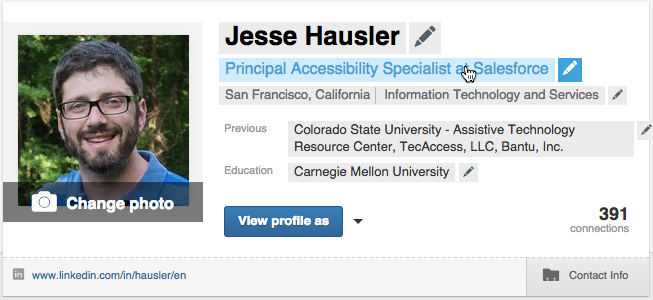 Jesse Hausler
Principal Accessibility Specialist at Salesforce
San Francisco, California | Information Technology and Services
Previous
Colorado State University - Assistive Technology
Resource Center, TecAccess, LLC, Bantu, Inc.
Education
Carnegie Mellon University
Change photo
View profile as
391
connections
in
www.linkedin.com/in/hausler/en
Contact Info